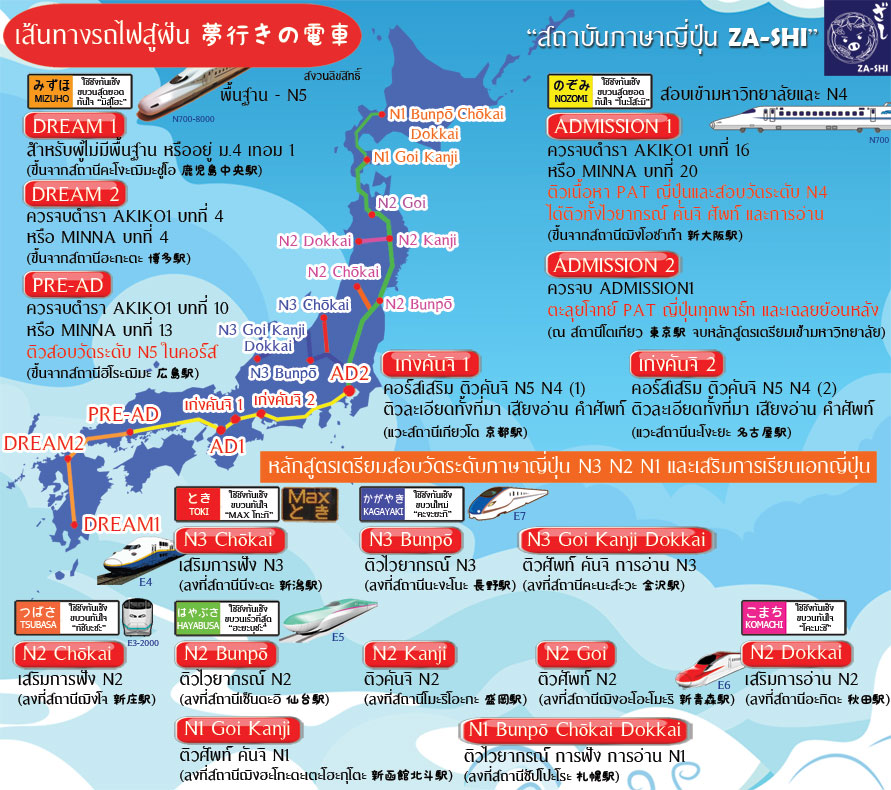 เส้นทางรถไฟสู่ฝัน 夢行きの電車
"สถาบันภาษาญี่ปุ่น ZA-SHI"
ざし
ZA-SHI
みずほ
MIZUHO
ใช้ชิงกันเซ็ง
ขบวนสุดยอด
ทันใจ "มิสุโฮะ"
N700-8000
สงวนลิขสิทธิ์
พื้นฐาน - N5
DREAM 1
สำหรับผู้ไม่มีพื้นฐาน หรืออยู่ ม.4 เทอม 1
(ขึ้นจากสถานีคะโงะฌิมะชูโอ 鹿児島中央駅)
DREAM 2
ควรจบตำรา AKIKO1 บทที่ 4
หรือ MINNA บทที่ 4
(ขึ้นจากสถานีฮะกะตะ 博多駅)
PRE-AD
ควรจบตำรา AKIKO1 บทที่ 10
หรือ MINNA บทที่ 13
ติวสอบวัดระดับ N5 ในคอร์ส
(ขึ้นจากสถานีฮิโระฌิมะ 広島駅)
のぞみ
NOZOMI
ใช้ชิงกันเซ็ง
ขบวนสุดยอด
ทันใจ "โนะโสะมิ"
สอบเข้ามหาวิทยาลัยและ N4
N700
ADMISSION 1
ควรจบตำรา AKIKO1 บทที่ 16
หรือ MINNA บทที่ 20
ติวเนื้อหา PAT ญี่ปุ่นและสอบวัดระดับ N4
ได้ติวทั้งไวยากรณ์ คันจิ ศัพท์ และการอ่าน
(ขึ้นจากสถานีฌิงโอซาก้า 新大阪駅)
ADMISSION 2
ควรจบ ADMISSION1
ตะลุยโจทย์ PAT ญี่ปุ่นทุกพาร์ท และเฉลยย้อนหลัง
(ณ สถานีโตเกียว 東京駅 จบหลักสูตรเตรียมเข้ามหาวิทยาลัย)
N1 Bunpō Chōkai
Dokkai
N1 Goi Kanji
N2 Goi
N2 Dokkai
N2 Kanji
N2 Chōkai
N2 Bunpō
N3 Chōkai
N3 Goi Kanji
Dokkai
N3 Bunpō
AD2
เก่งคันจิ 1
เก่งคันจิ 2
PRE-AD
AD1
DREAM2
DREAM1
เก่งคันจิ 1
คอร์สเสริม ติวคันจิ N5 N4 (1)
ติวละเอียดทั้งที่มา เสียงอ่าน คำศัพท์
(แวะสถานีเกียวโต 京都駅)
เก่งคันจิ 2
คอร์สเสริม ติวคันจิ N5 N4 (2)
ติวละเอียดทั้งที่มา เสียงอ่าน คำศัพท์
(แวะสถานีนะโงะยะ 名古屋駅)
หลักสูตรเตรียมสอบวัดระดับภาษาญี่ปุ่น N3 N2 N1 และเสริมการเรียนเอกญี่ปุ่น
とき
TOKI
ใช้ชิงกันเซ็ง
ขบวนทันใจ
"MAX โทะกิ"
Max
とき
E4
かがやき
KAGAYAKI
ใช้ชิงกันเซ็ง
ขบวนใหม่
"คะงะยะกิ"
E7
N3 Chōkai
เสริมการฟัง N3
(ลงที่สถานีนีงะตะ 新潟駅)
N3 Bunpō
ติวไวยากรณ์ N3
(ลงที่สถานีนะงะโนะ 長野駅)
N3 Goi Kanji Dokkai
ติวศัพท์ คันจิ การอ่าน N3
(ลงที่สถานีคะนะสะวะ 金沢駅)
つばさ
TSUBASA
ใช้ชิงกันเซ็ง
ขบวนทันใจ
"ทซึบะซะ"
E3-2000
はやぶさ
HAYABUSA
ใช้ชิงกันเซ็ง
ขบวนเร็วที่สุด
"ฮะยะบุซะ"
E5
こまち
KOMACHI
ใช้ชิงกันเซ็ง
ขบวนทันใจ
"โคะมะชิ"
E6
N2 Chōkai
เสริมการฟัง N2
(ลงที่สถานีฌิงโจ 新庄駅)
N2 Bunpō
ติวไวยากรณ์ N2
(ลงที่สถานีเซ็นดะอิ 仙台駅)
N2 Kanji
ติวคันจิ N2
(ลงที่สถานีโมะริโอะกะ 盛岡駅)
N2 Goi
ติวศัพท์ N2
(ลงที่สถานีฌิงอะโอะโมะริ 新青森駅)
N2 Dokkai
เสริมการอ่าน N2
(ลงที่สถานีอะกิตะ 秋田駅)
N1 Goi Kanji
ติวศัพท์ คันจิ N1
(ลงที่สถานีฌิงฮะโกะดะเตะโฮะกุโตะ 新函館北斗駅)
N1 Bunpō Chōkai Dokkai
ติวไวยากรณ์ การฟัง การอ่าน N1
(ลงที่สถานีซัปโปะโระ 札幌駅)